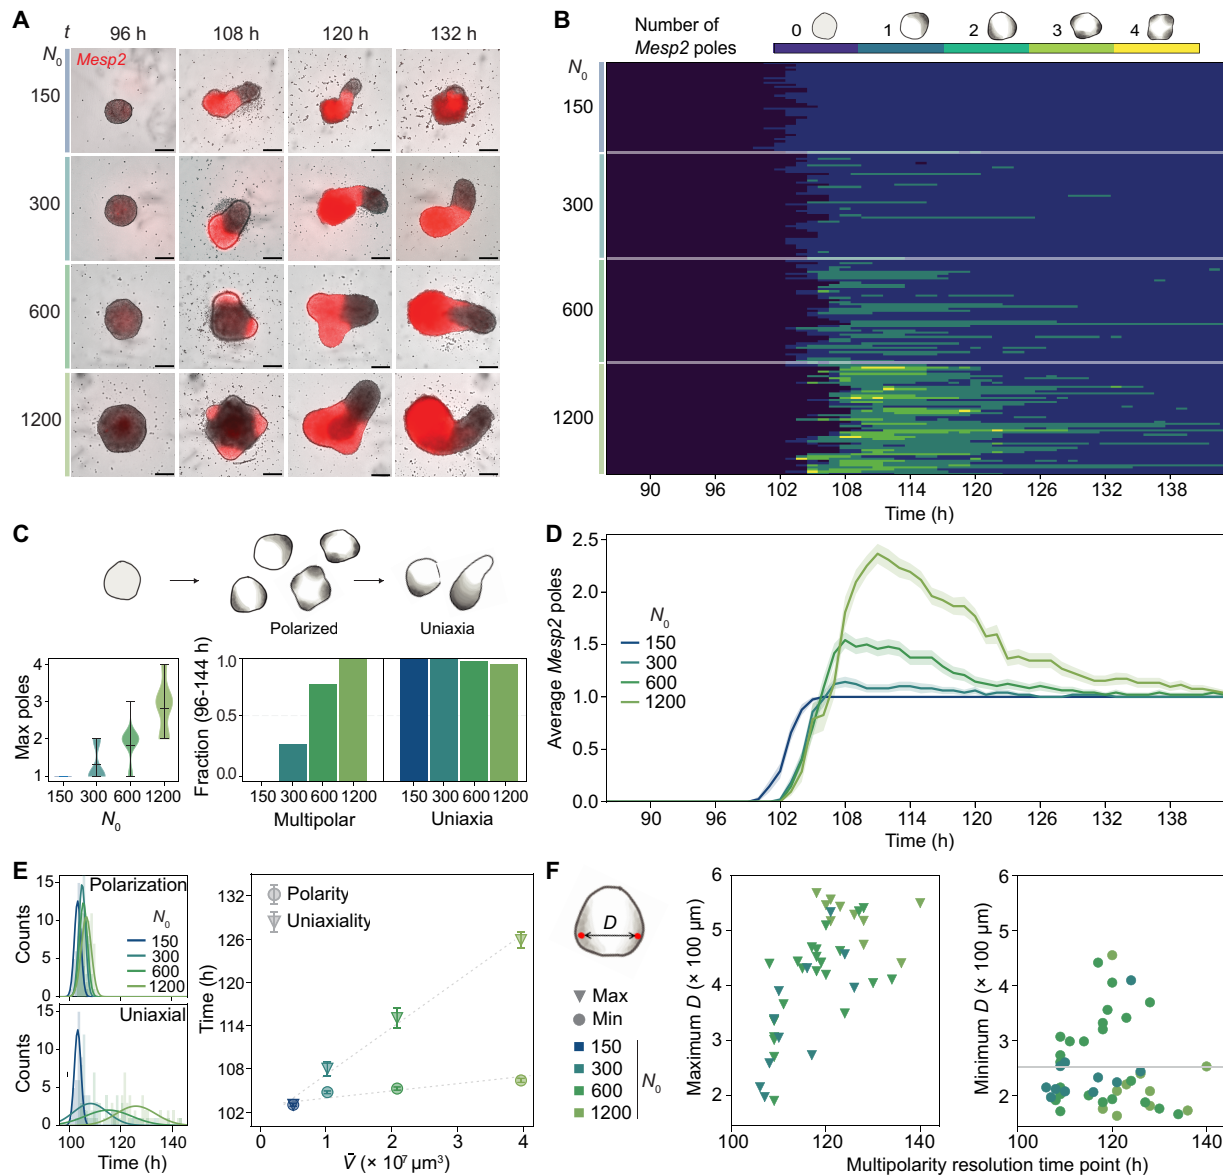 A
t
96 h
108 h
120 h
132 h
N0
Mesp2
150
300
600
1200
B
Number of
Mesp2 poles
0
1
2
3
4
N0
150
300
600
1200
90
96
102
108
114
120
126
132
138
Time (h)
C
Polarized
Uniaxia
Max poles
4
3
2
1
150
300
600
1200
N0
Fraction (96-144 h)
1.0
0.5
0.0
150
300
600
1200
Multipolar
150
300
600
1200
Uniaxia
D
Average Mesp2 poles
2.5
2.0
1.5
1.0
0.5
0.0
N0
150
300
600
1200
90
96
102
108
114
120
126
132
138
Time (h)
E
Counts
15
10
5
0
Polarization
N0
150
300
600
1200
Counts
10
5
0
Uniaxial
100
120
140
Time (h)
Time (h)
132
126
114
108
102
Polarity
Uniaxiality
0
1
2
3
4
V̄ (× 10⁷ µm³)
F
D
Max
Min
150
300
600
1200
N0
Maximum D (× 100 µm)
6
5
4
3
2
100
120
140
Minimum D (× 100 µm)
6
5
4
3
2
100
120
140
Multipolarity resolution time point (h)